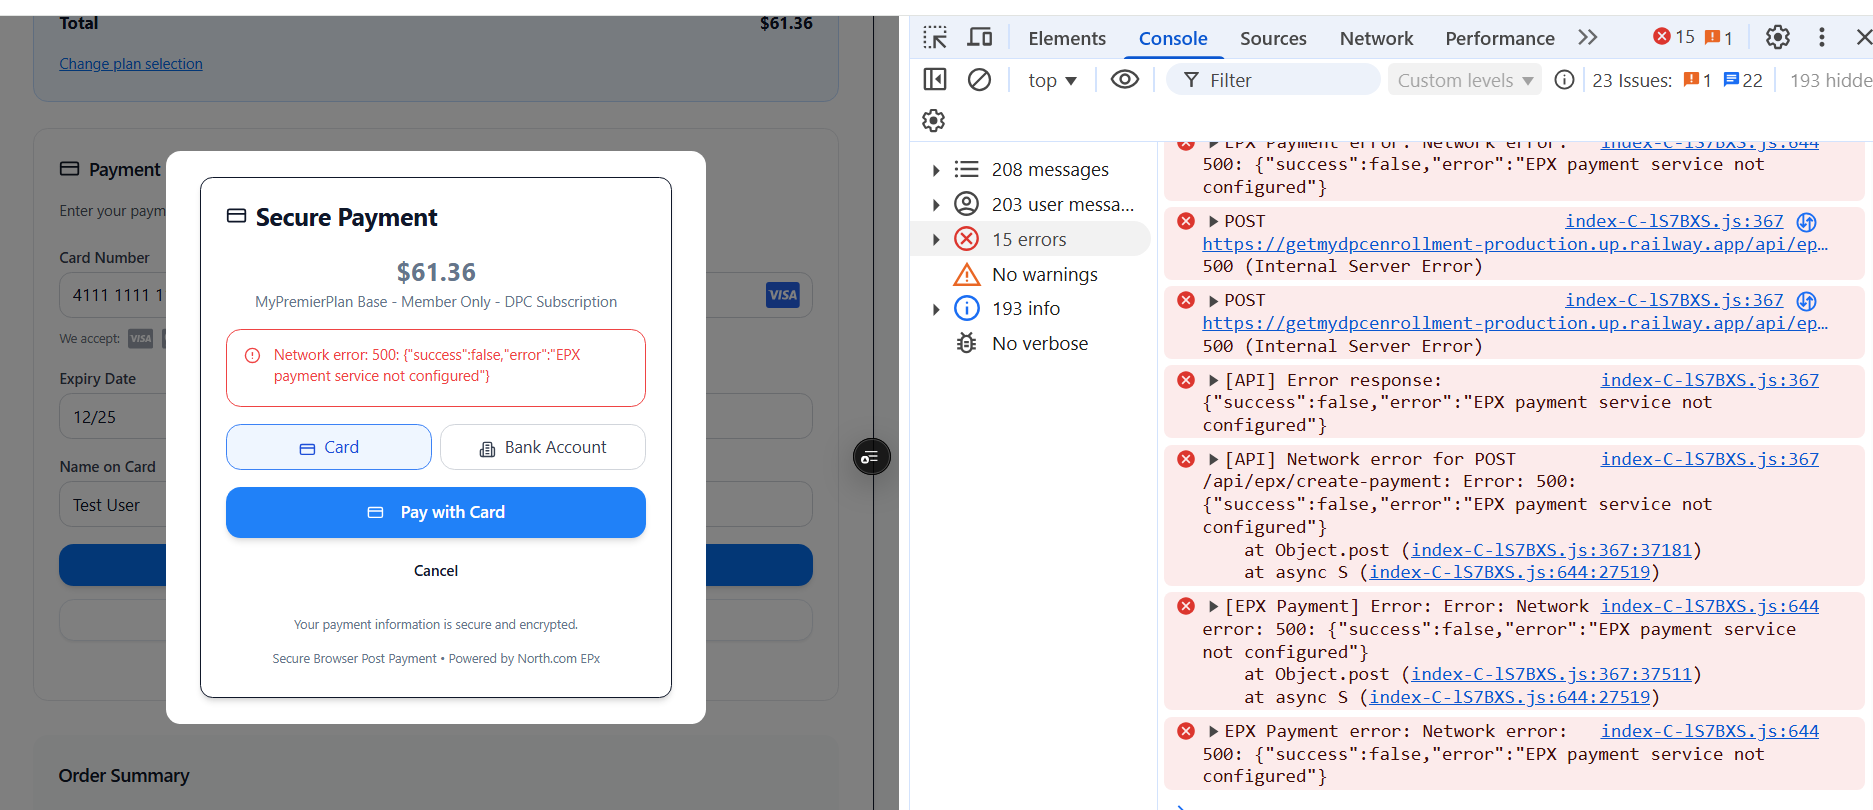 Total $61.36
Change plan selection
Payment
Enter your paym
Card Number
4111 1111 1
VISA
We accept: VISA
Expiry Date
12/25
Name on Card
Test User
Order Summary
Secure Payment
$61.36
MyPremierPlan Base - Member Only - DPC Subscription
Network error: 500: {"success":false,"error":"EPX
payment service not configured"}
Card
Bank Account
Pay with Card
Cancel
Your payment information is secure and encrypted.
Secure Browser Post Payment • Powered by North.com EPx
Elements Console Sources Network Performance 15 1
top Filter Custom levels 23 Issues: 1 22 193 hidde
208 messages
203 user messa...
15 errors
No warnings
193 info
No verbose
EPX Payment error: Network error: index-C-lS7BXS.js:644
500: {"success":false,"error":"EPX payment service not
configured"}
POST index-C-lS7BXS.js:367
https://getmydpcenrollment-production.up.railway.app/api/ep…
500 (Internal Server Error)
POST index-C-lS7BXS.js:367
https://getmydpcenrollment-production.up.railway.app/api/ep…
500 (Internal Server Error)
[API] Error response: index-C-lS7BXS.js:367
{"success":false,"error":"EPX payment service not
configured"}
[API] Network error for POST index-C-lS7BXS.js:367
/api/epx/create-payment: Error: 500:
{"success":false,"error":"EPX payment service not
configured"}
at Object.post (index-C-lS7BXS.js:367:37181)
at async S (index-C-lS7BXS.js:644:27519)
[EPX Payment] Error: Error: Network index-C-lS7BXS.js:644
error: 500: {"success":false,"error":"EPX payment service
not configured"}
at Object.post (index-C-lS7BXS.js:367:37511)
at async S (index-C-lS7BXS.js:644:27519)
EPX Payment error: Network error: index-C-lS7BXS.js:644
500: {"success":false,"error":"EPX payment service not
configured"}